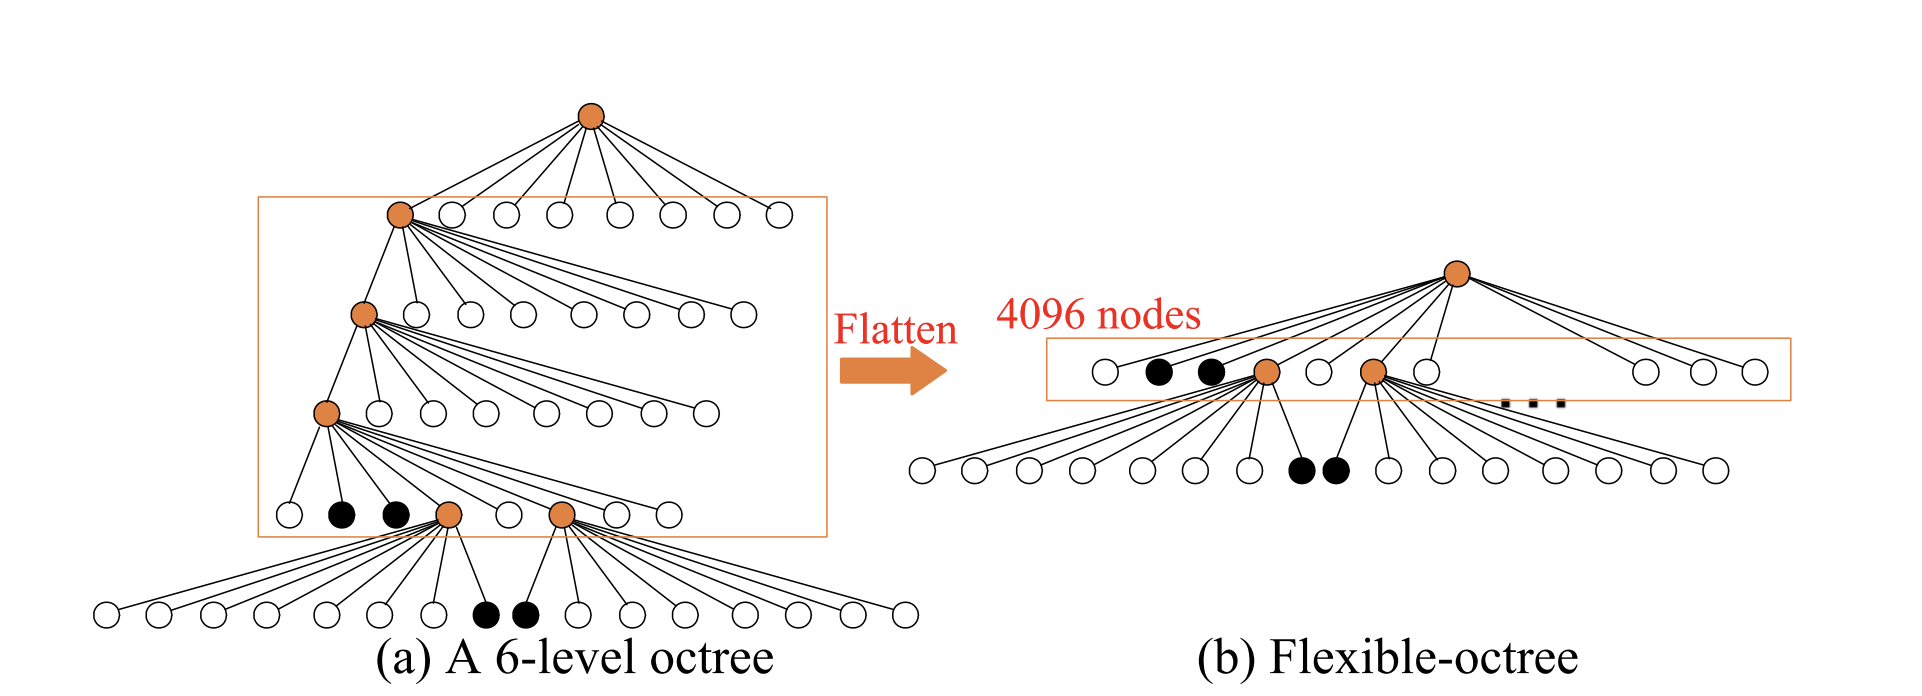 4096 nodes
Flatten
(a) A 6-level octree
(b) Flexible-octree